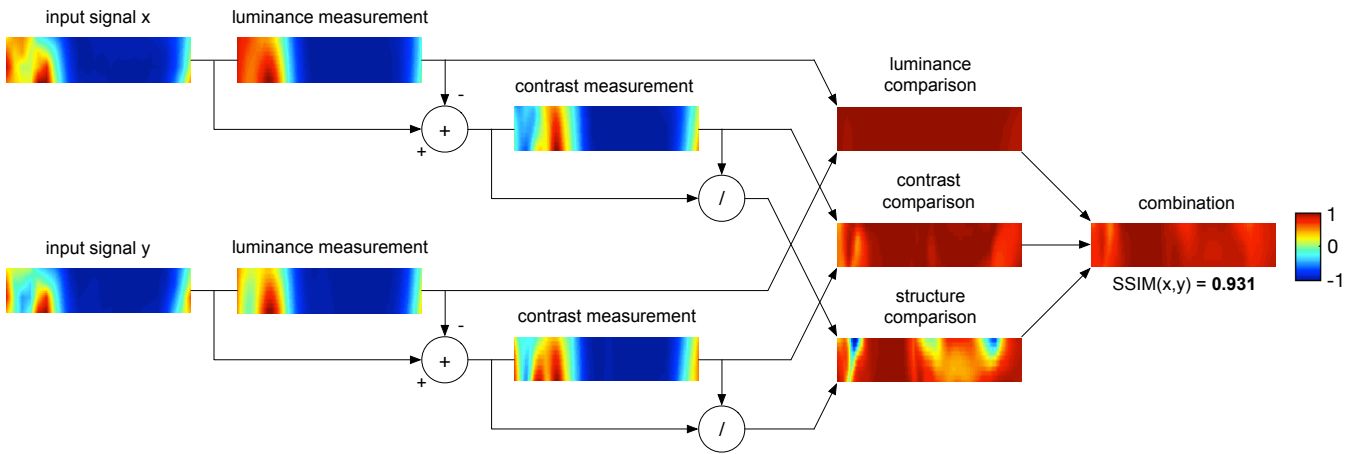 input signal x
luminance measurement
-
+
+
contrast measurement
/
luminance
comparison
contrast
comparison
combination
1
0
-1
SSIM(x,y) = 0.931
input signal y
luminance measurement
-
+
+
contrast measurement
/
structure
comparison